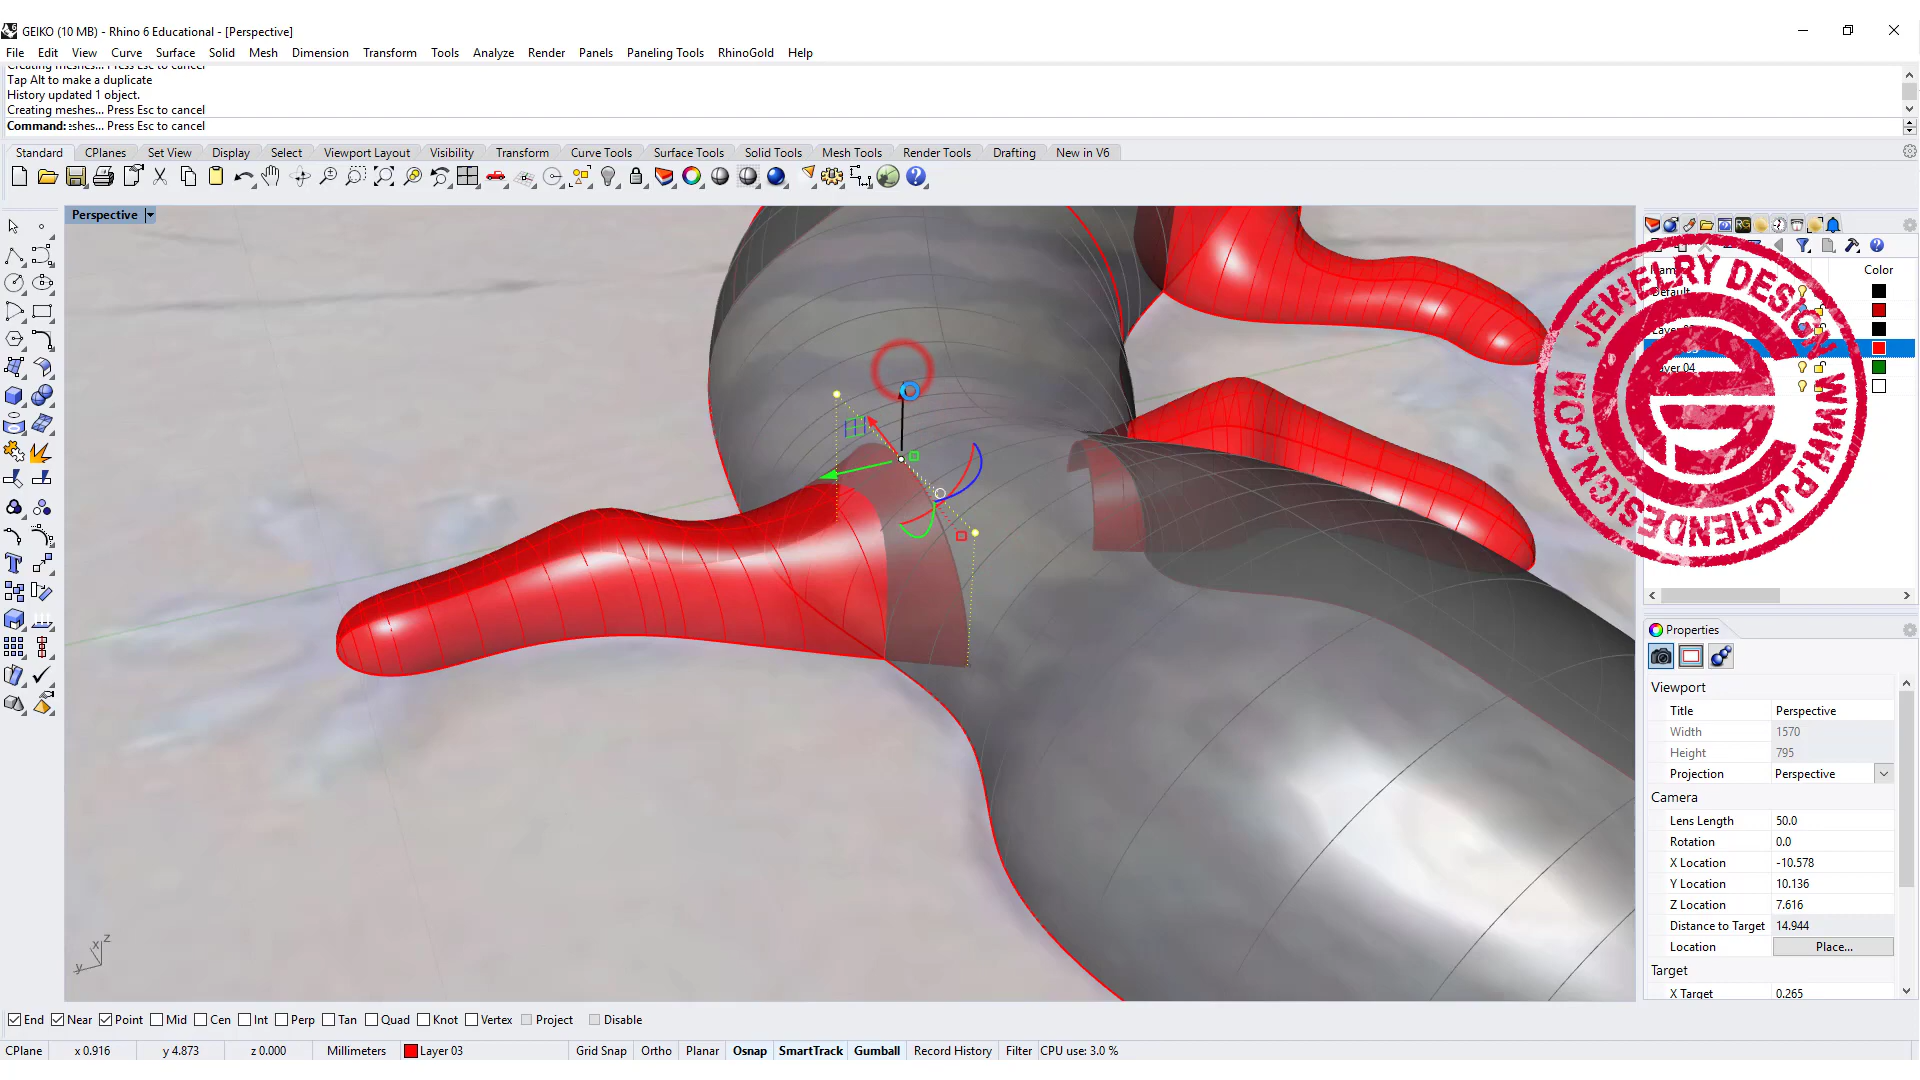 GEIKO (10 MB) - Rhino 6 Educational - [Perspective]
File Edit View Curve Surface Solid Mesh Dimension Transform Tools Analyze Render Panels Paneling Tools RhinoGold Help
Creating meshes... Press Esc to cancel
Tap Alt to make a duplicate
History updated 1 object.
Creating meshes... Press Esc to cancel
Command: shes... Press Esc to cancel
Standard CPlanes Set View Display Select Viewport Layout Visibility Transform Curve Tools Surface Tools Solid Tools Mesh Tools Render Tools Drafting New in V6
Perspective
Color
Default
JEWELRY DESIGN
WWW.PJCHENDESIGN.COM
Properties
Viewport
Title Perspective
Width 1570
Height 795
Projection Perspective
Camera
Lens Length 50.0
Rotation 0.0
X Location -10.578
Y Location 10.136
Z Location 7.616
Distance to Target 14.944
Location Place...
Target
X Target 0.265
z
x
y
End Near Point Mid Cen Int Perp Tan Quad Knot Vertex Project Disable
CPlane x 0.916 y 4.873 z 0.000 Millimeters Layer 03 Grid Snap Ortho Planar Osnap SmartTrack Gumball Record History Filter CPU use: 3.0 %